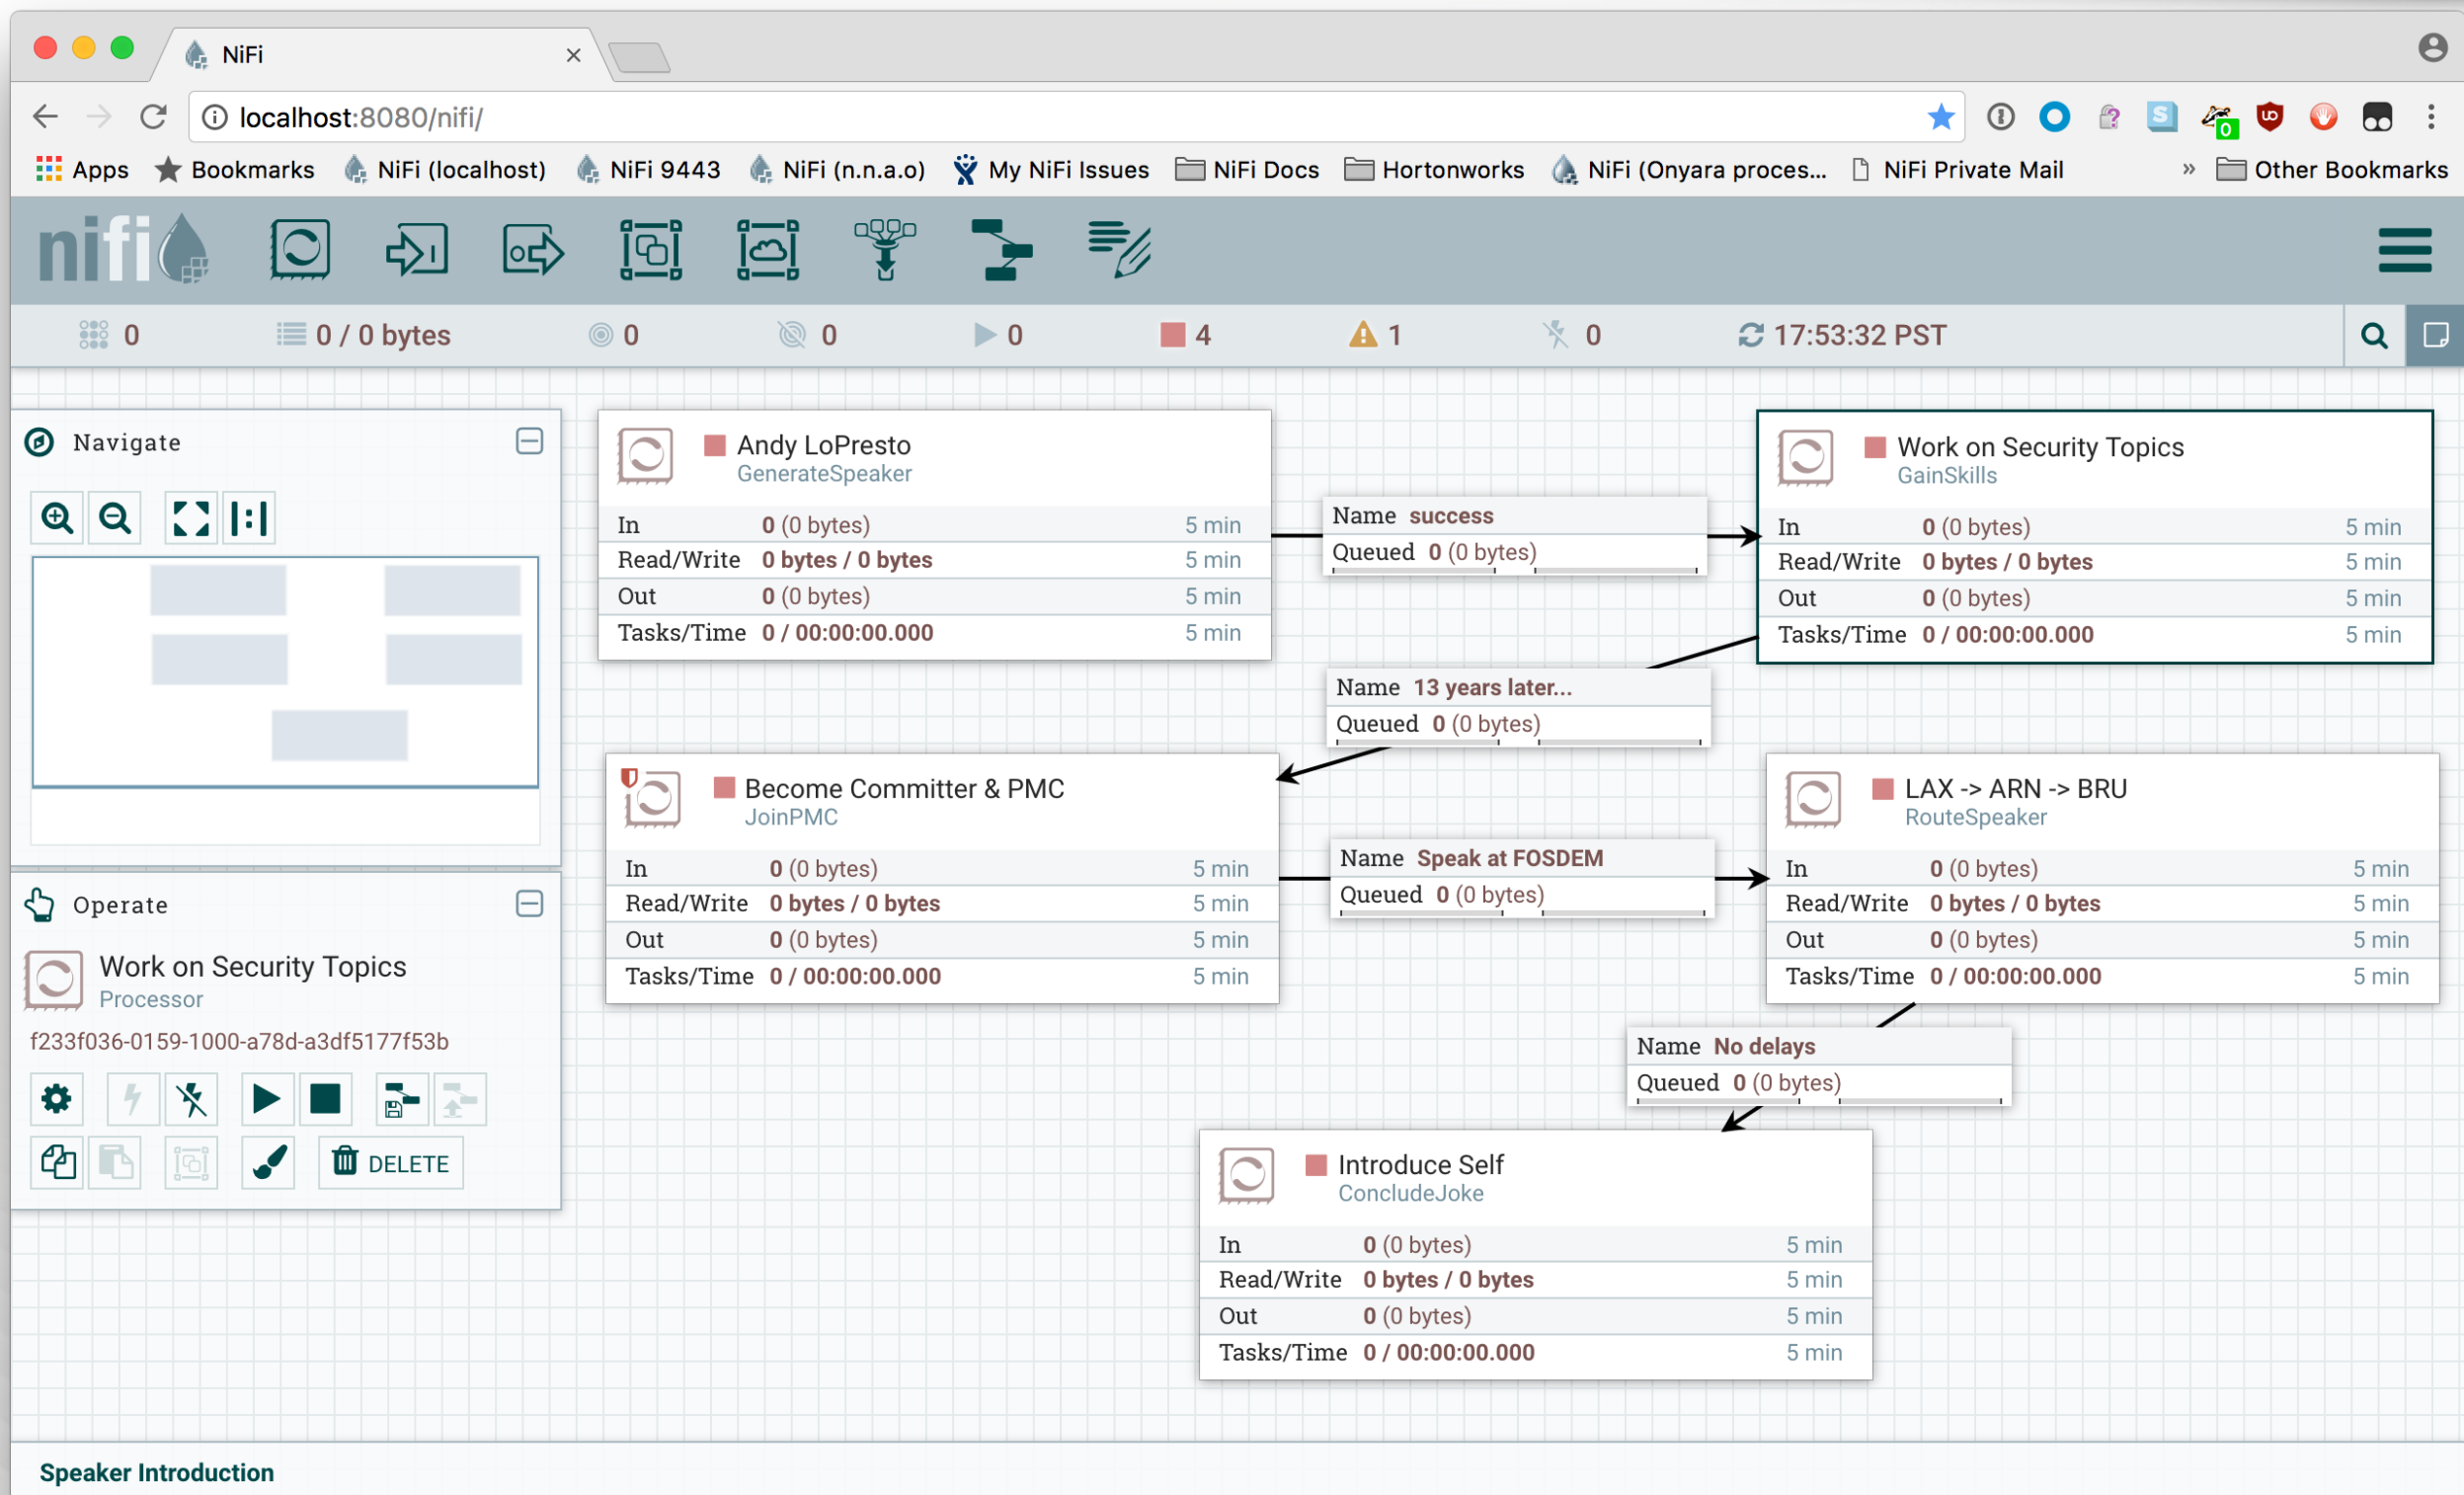 NiFi
localhost:8080/nifi/
Apps Bookmarks NiFi (localhost) NiFi 9443 NiFi (n.n.a.o) My NiFi Issues NiFi Docs Hortonworks NiFi (Onyara proces... NiFi Private Mail » Other Bookmarks
nifi
0 0 / 0 bytes 0 0 0 4 1 0 17:53:32 PST
Navigate
Operate
Work on Security Topics
Processor
f233f036-0159-1000-a78d-a3df5177f53b
DELETE
Andy LoPresto
GenerateSpeaker
In 0 (0 bytes) 5 min
Read/Write 0 bytes / 0 bytes 5 min
Out 0 (0 bytes) 5 min
Tasks/Time 0 / 00:00:00.000 5 min
Name success
Queued 0 (0 bytes)
Work on Security Topics
GainSkills
In 0 (0 bytes) 5 min
Read/Write 0 bytes / 0 bytes 5 min
Out 0 (0 bytes) 5 min
Tasks/Time 0 / 00:00:00.000 5 min
Name 13 years later...
Queued 0 (0 bytes)
Become Committer & PMC
JoinPMC
In 0 (0 bytes) 5 min
Read/Write 0 bytes / 0 bytes 5 min
Out 0 (0 bytes) 5 min
Tasks/Time 0 / 00:00:00.000 5 min
Name Speak at FOSDEM
Queued 0 (0 bytes)
LAX -> ARN -> BRU
RouteSpeaker
In 0 (0 bytes) 5 min
Read/Write 0 bytes / 0 bytes 5 min
Out 0 (0 bytes) 5 min
Tasks/Time 0 / 00:00:00.000 5 min
Name No delays
Queued 0 (0 bytes)
Introduce Self
ConcludeJoke
In 0 (0 bytes) 5 min
Read/Write 0 bytes / 0 bytes 5 min
Out 0 (0 bytes) 5 min
Tasks/Time 0 / 00:00:00.000 5 min
Speaker Introduction